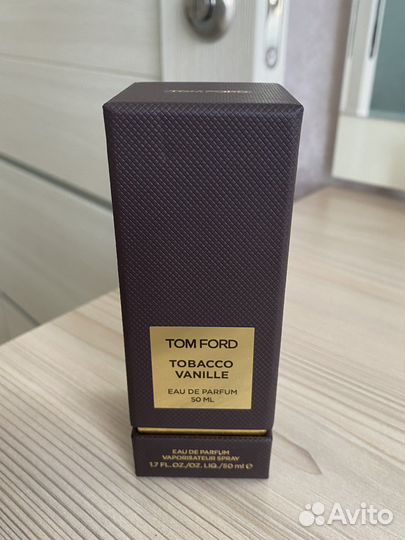 TOM FORD
TOM FORD
TOBACCO
VANILLE
EAU DE PARFUM
50 ML
EAU DE PARFUM
VAPORISATEUR SPRAY
1.7 FL.OZ./OZ. LIQ./50 ml ℮
Avito